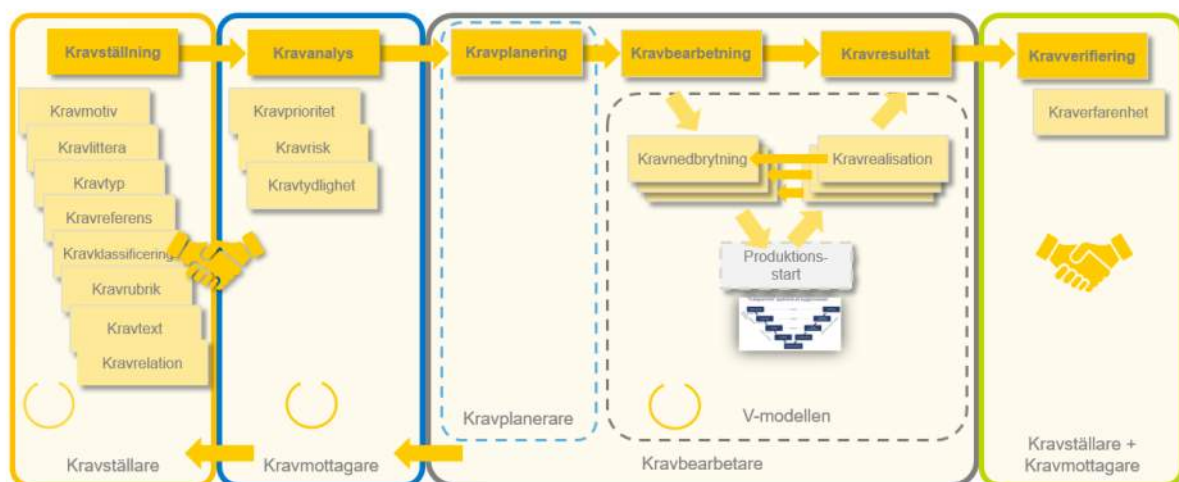 Kravställning
Kravanalys
Kravplanering
Kravbearbetning
Kravresultat
Kravverifiering
Kravmotiv
Kravlittera
Kravtyp
Kravreferens
Kravklassificering
Kravrubrik
Kravtext
Kravrelation
Kravprioritet
Kravrisk
Kravtydlighet
Kravnedbrytning
Kravrealisation
Produktions-
start
Kraverfarenhet
Kravplanerare
V-modellen
Kravställare
Kravmottagare
Kravbearbetare
Kravställare +
Kravmottagare